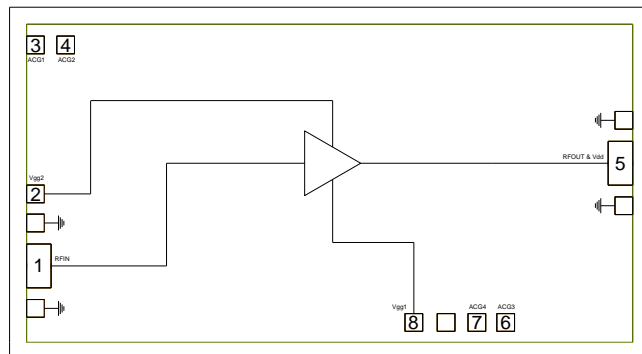 3 4
ACG1 ACG2
RFOUT & Vdd
5
Vgg2
2
1
RFIN
Vgg1 ACG4 ACG3
8 7 6